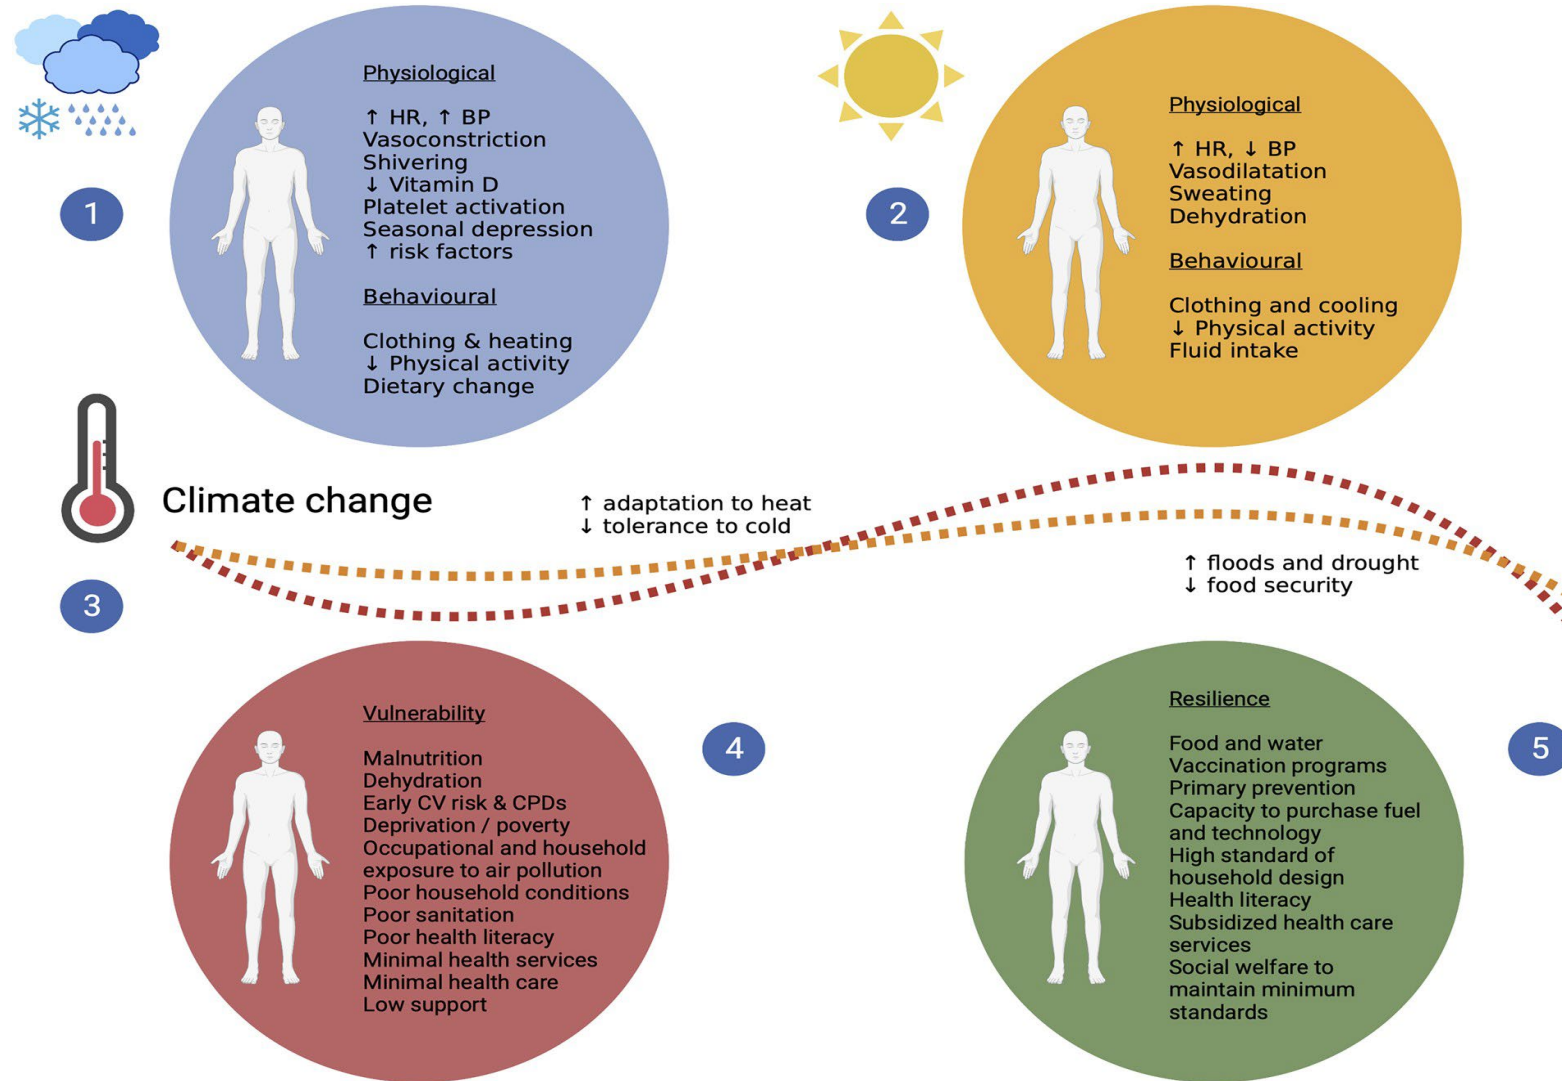 Physiological
↑ HR, ↑ BP
Vasoconstriction
Shivering
↓ Vitamin D
Platelet activation
Seasonal depression
↑ risk factors
Behavioural
Clothing & heating
↓ Physical activity
Dietary change
1
Physiological
↑ HR, ↓ BP
Vasodilatation
Sweating
Dehydration
Behavioural
Clothing and cooling
↓ Physical activity
Fluid intake
2
Climate change
↑ adaptation to heat
↓ tolerance to cold
↑ floods and drought
↓ food security
3
Vulnerability
Malnutrition
Dehydration
Early CV risk & CPDs
Deprivation / poverty
Occupational and household
exposure to air pollution
Poor household conditions
Poor sanitation
Poor health literacy
Minimal health services
Minimal health care
Low support
4
Resilience
Food and water
Vaccination programs
Primary prevention
Capacity to purchase fuel
and technology
High standard of
household design
Health literacy
Subsidized health care
services
Social welfare to
maintain minimum
standards
5